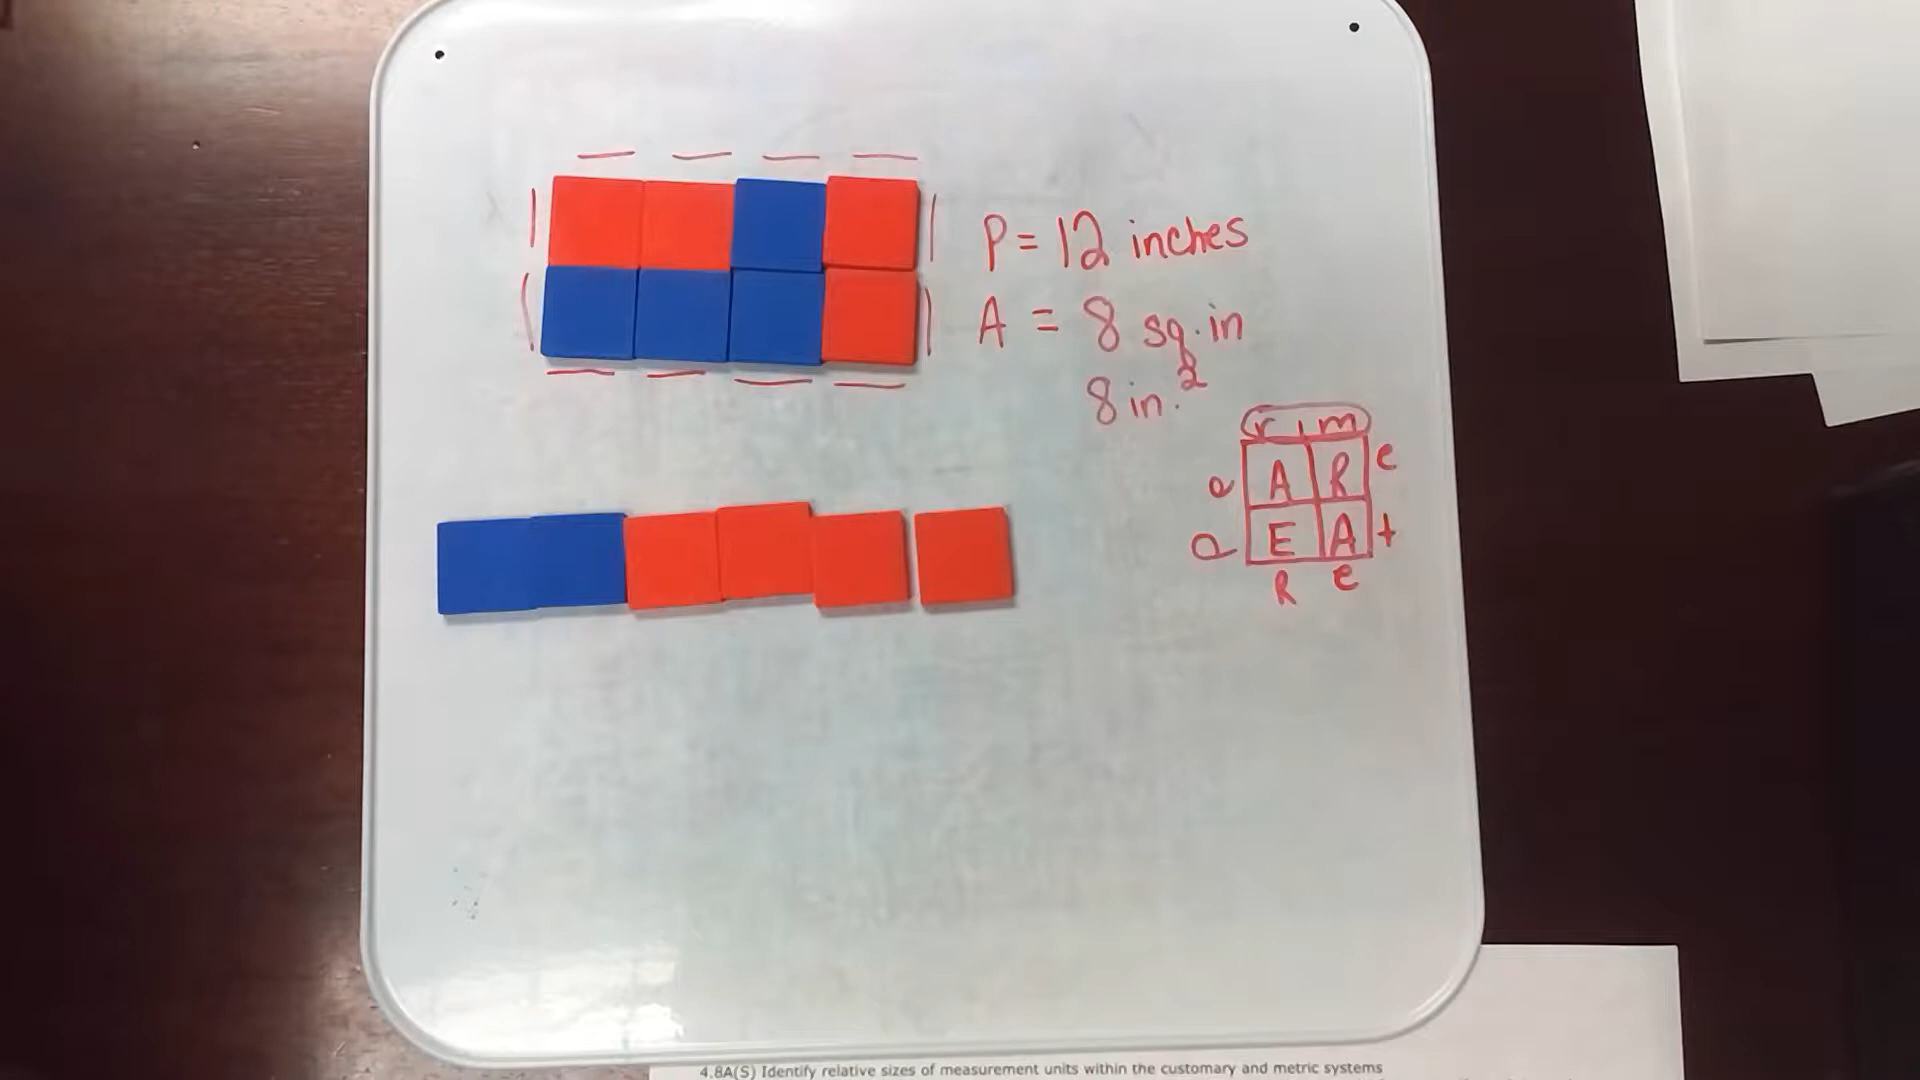 P = 12 inches
A = 8 sq. in
8 in.²
r i m
e A R e
P E A t
R e
4.8A(S) Identify relative sizes of measurement units within the customary and metric systems